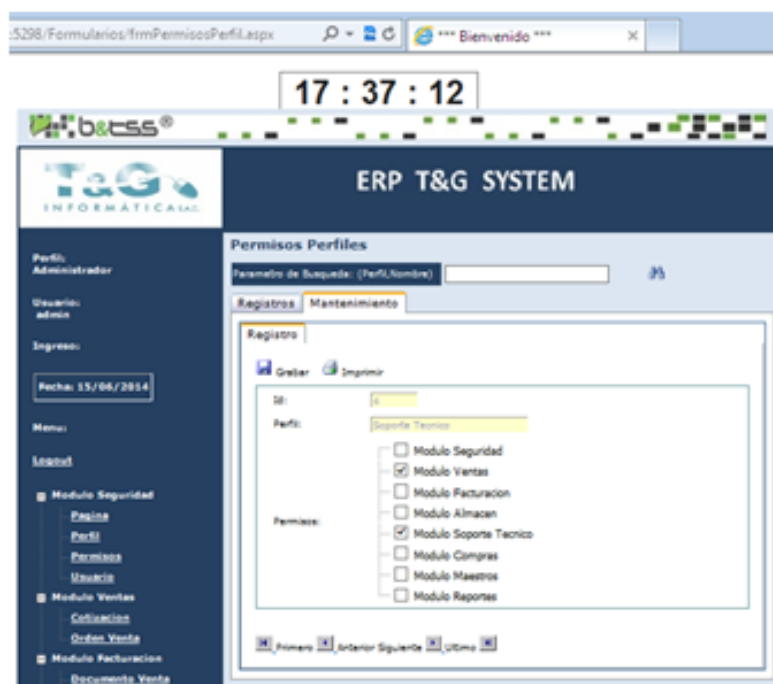 :5298/Formularios/frmPermisosPerfil.aspx
*** Bienvenido ***
17 : 37 : 12
b&tss®
T&G
INFORMÁTICA S.A.C.
ERP T&G SYSTEM
Perfil:
Administrador
Usuario:
admin
Ingreso:
Fecha: 15/06/2014
Menu:
Logout
Modulo Seguridad
Pagina
Perfil
Permisos
Usuario
Modulo Ventas
Cotizacion
Orden Venta
Modulo Facturacion
Documento Venta
Permisos Perfiles
Parametro de Busqueda: (Perfil,Nombre)
Registros Mantenimiento
Registro
Grabar Imprimir
Id:
Perfil: Soporte Tecnico
Permisos:
Modulo Seguridad
Modulo Ventas
Modulo Facturacion
Modulo Almacen
Modulo Soporte Tecnico
Modulo Compras
Modulo Maestros
Modulo Reportes
Primero Anterior Siguiente Ultimo